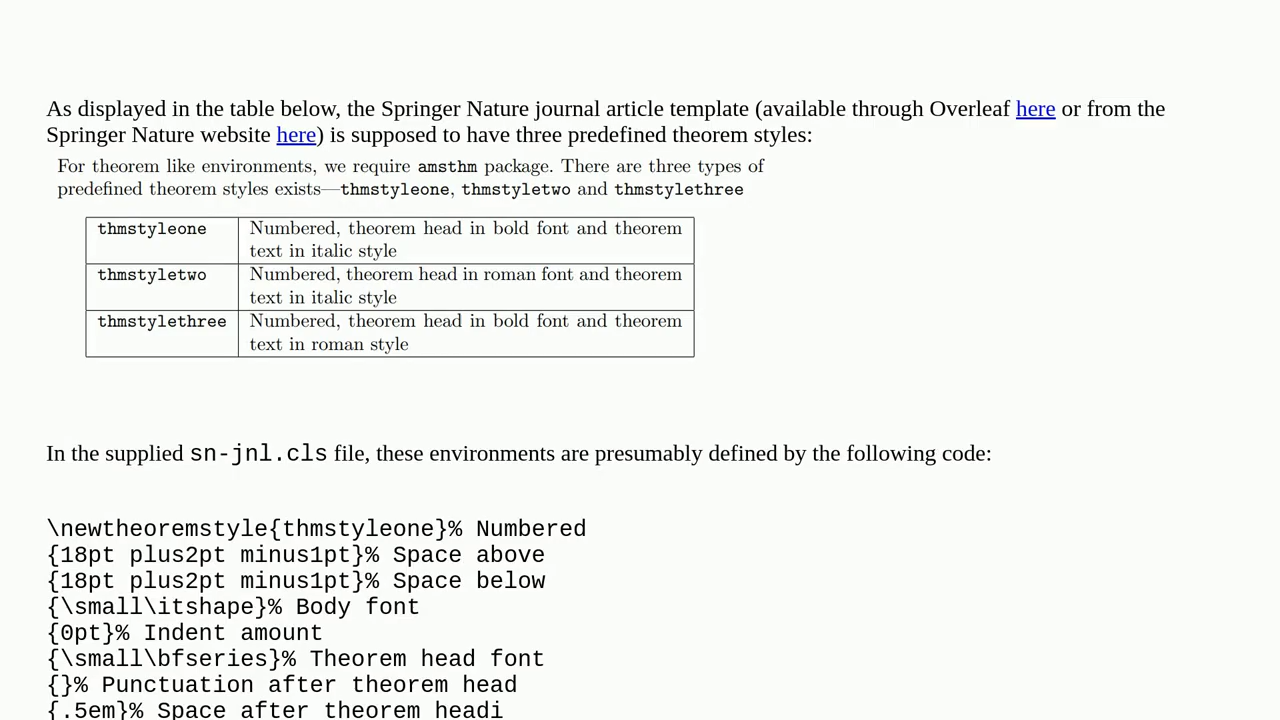 As displayed in the table below, the Springer Nature journal article template (available through Overleaf here or from the
Springer Nature website here) is supposed to have three predefined theorem styles:
For theorem like environments, we require amsthm package. There are three types of
predefined theorem styles exists—thmstyleone, thmstyletwo and thmstylethree
thmstyleone Numbered, theorem head in bold font and theorem
text in italic style
thmstyletwo Numbered, theorem head in roman font and theorem
text in italic style
thmstylethree Numbered, theorem head in bold font and theorem
text in roman style
In the supplied sn-jnl.cls file, these environments are presumably defined by the following code:
\newtheoremstyle{thmstyleone}% Numbered
{18pt plus2pt minus1pt}% Space above
{18pt plus2pt minus1pt}% Space below
{\small\itshape}% Body font
{0pt}% Indent amount
{\small\bfseries}% Theorem head font
{}% Punctuation after theorem head
{.5em}% Space after theorem headi